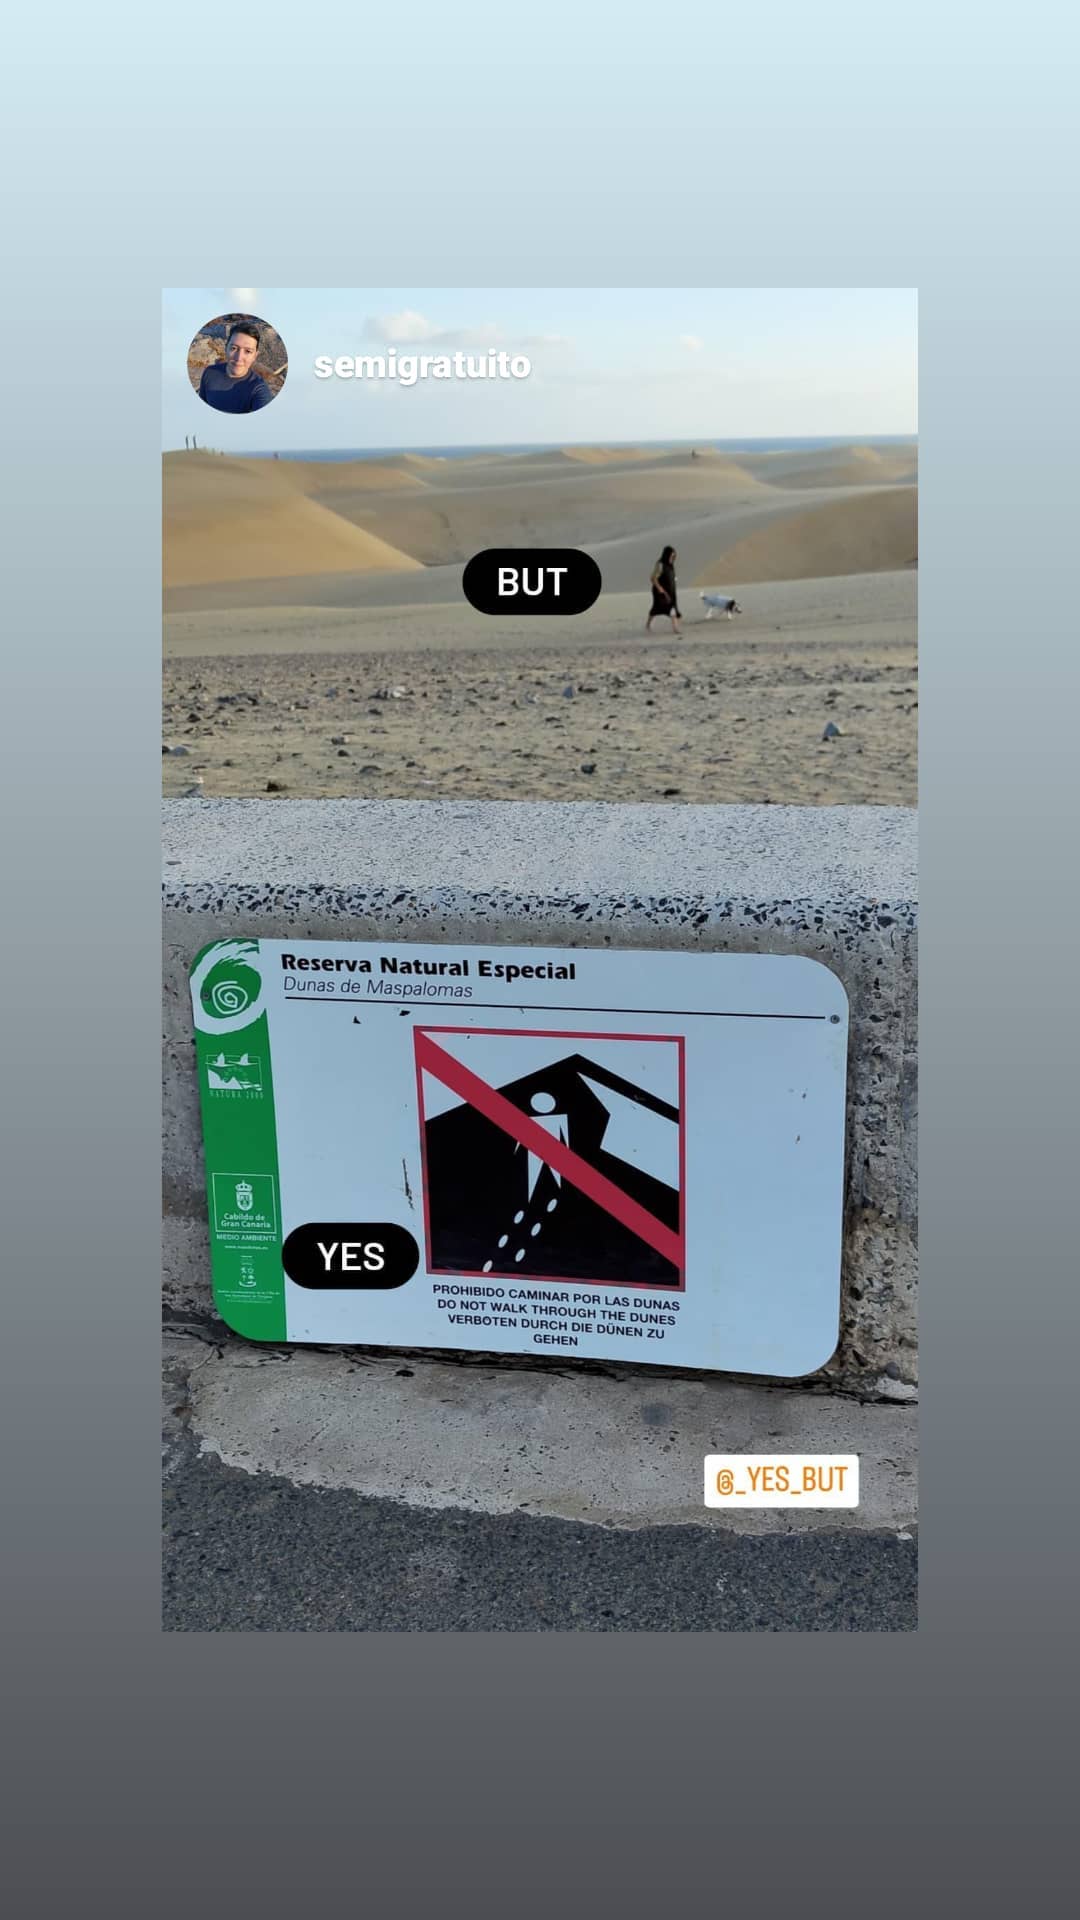 semigratuito
BUT
Reserva Natural Especial
Dunas de Maspalomas
NATURA 2000
Cabildo de
Gran Canaria
MEDIO AMBIENTE
YES
PROHIBIDO CAMINAR POR LAS DUNAS
DO NOT WALK THROUGH THE DUNES
VERBOTEN DURCH DIE DÜNEN ZU
GEHEN
@_YES_BUT